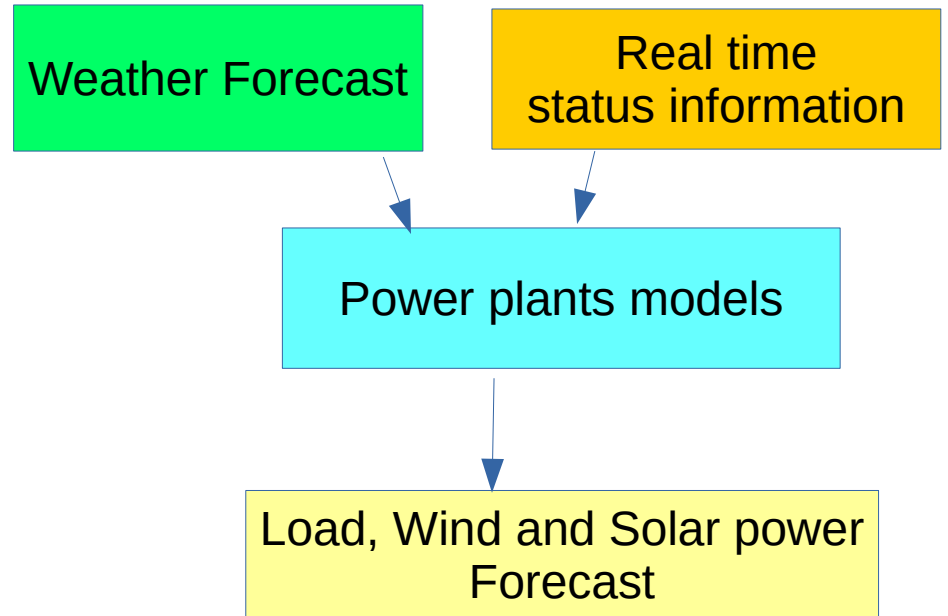 Weather Forecast
Real time
status information
Power plants models
Load, Wind and Solar power
Forecast